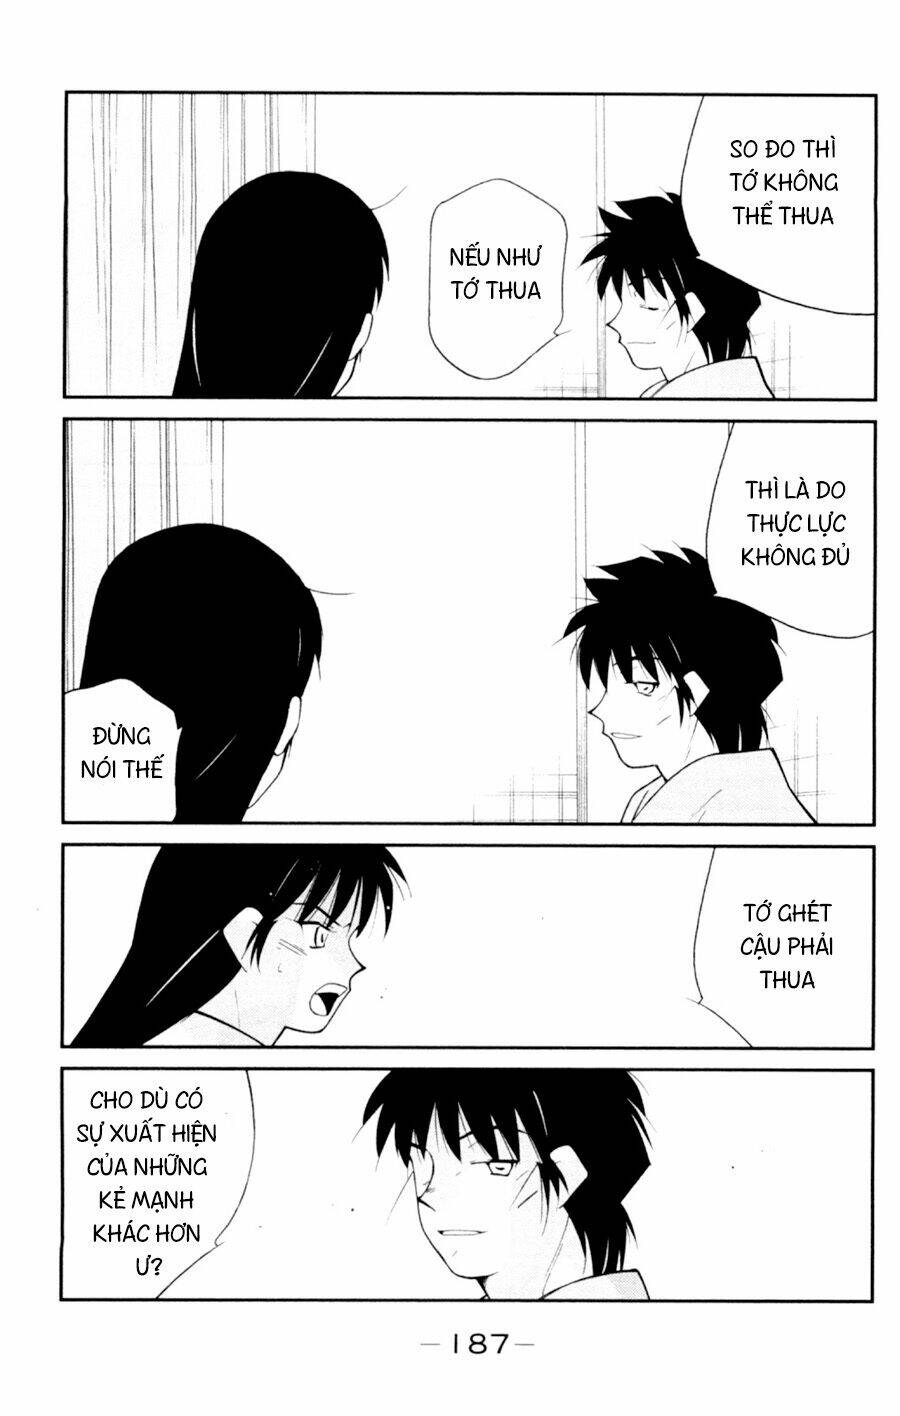 SO ĐO THÌ
TỚ KHÔNG
THỂ THUA
NẾU NHƯ
TỚ THUA
THÌ LÀ DO
THỰC LỰC
KHÔNG ĐỦ
ĐỪNG
NÓI THẾ
TỚ GHÉT
CẬU PHẢI
THUA
CHO DÙ CÓ
SỰ XUẤT HIỆN
CỦA NHỮNG
KẺ MẠNH
KHÁC HƠN
Ư?
— 187 —